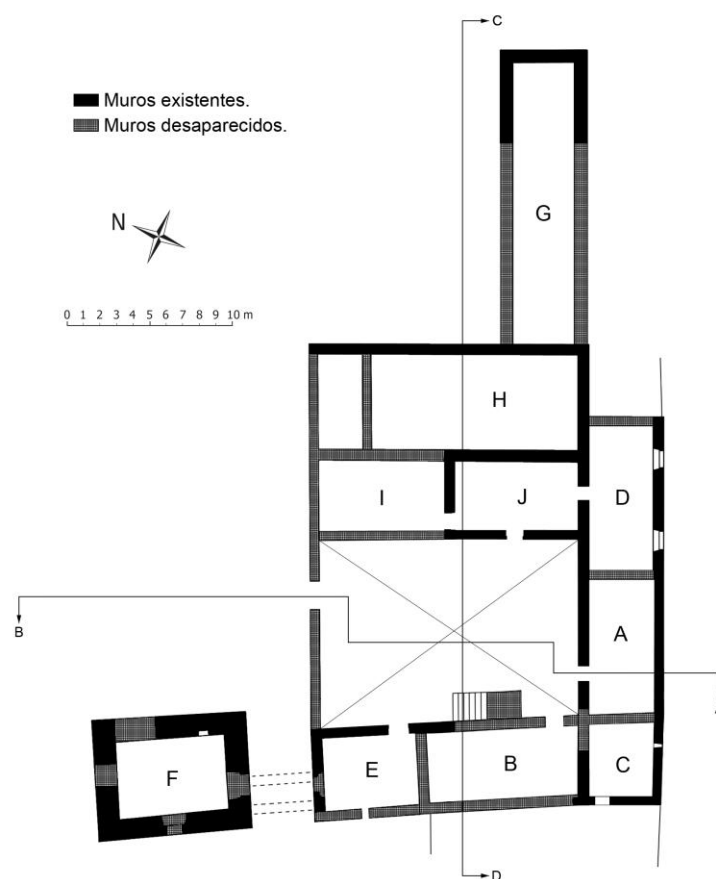 C
Muros existentes.
Muros desaparecidos.
N
G
0 1 2 3 4 5 6 7 8 9 10 m
H
I
J
D
A
B
F
E
B
C
D